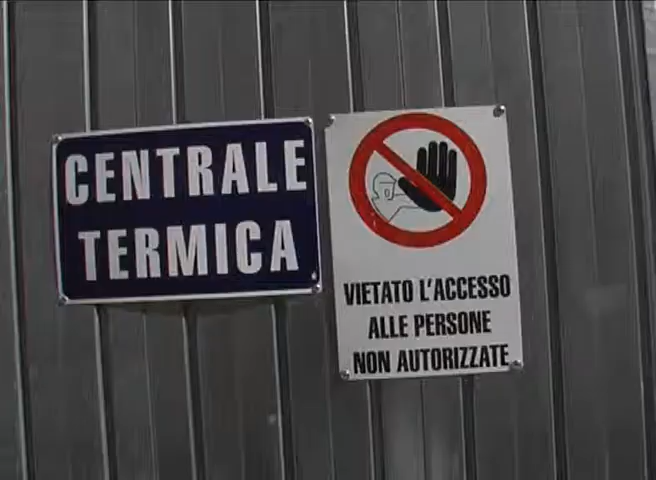 CENTRALE
TERMICA
VIETATO L'ACCESSO
ALLE PERSONE
NON AUTORIZZATE